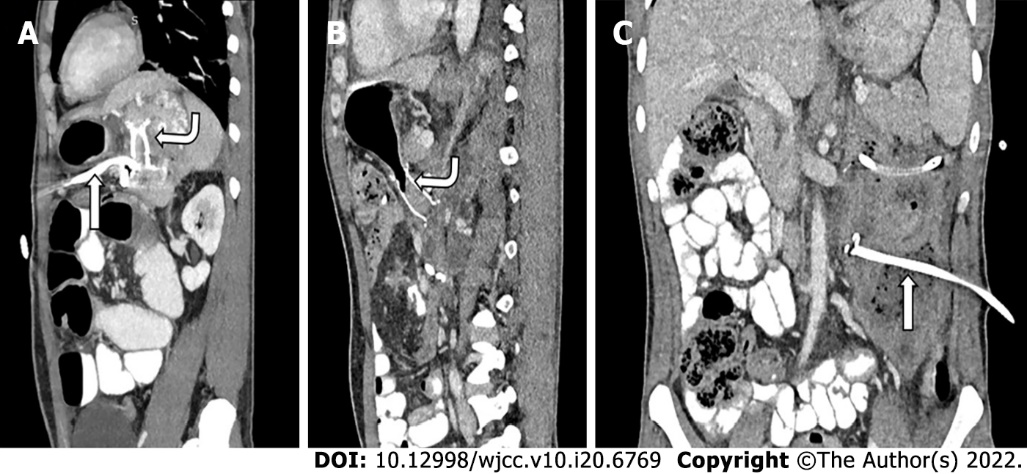 A
B
C
S
DOI: 10.12998/wjcc.v10.i20.6769 Copyright ©The Author(s) 2022.